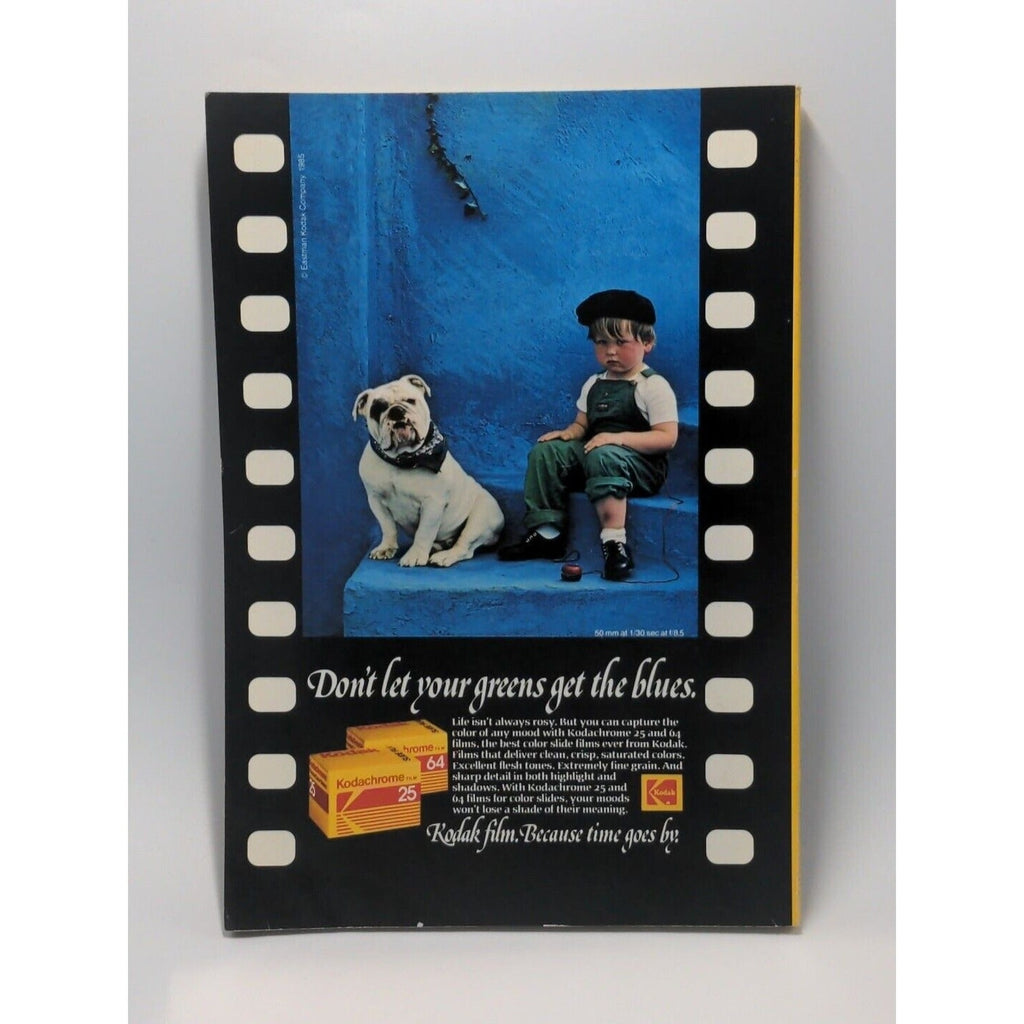 © Eastman Kodak Company 1985
50 mm at 1/30 sec at f/8.5
Don't let your greens get the blues.
Life isn't always rosy. But you can capture the
color of any mood with Kodachrome 25 and 64
films, the best color slide films ever from Kodak.
Films that deliver clean, crisp, saturated colors.
Excellent flesh tones. Extremely fine grain. And
sharp detail in both highlight and
shadows. With Kodachrome 25 and
64 films for color slides, your moods
won't lose a shade of their meaning.
chrome
64
Kodachrome
25
Kodak
Kodak film. Because time goes by.